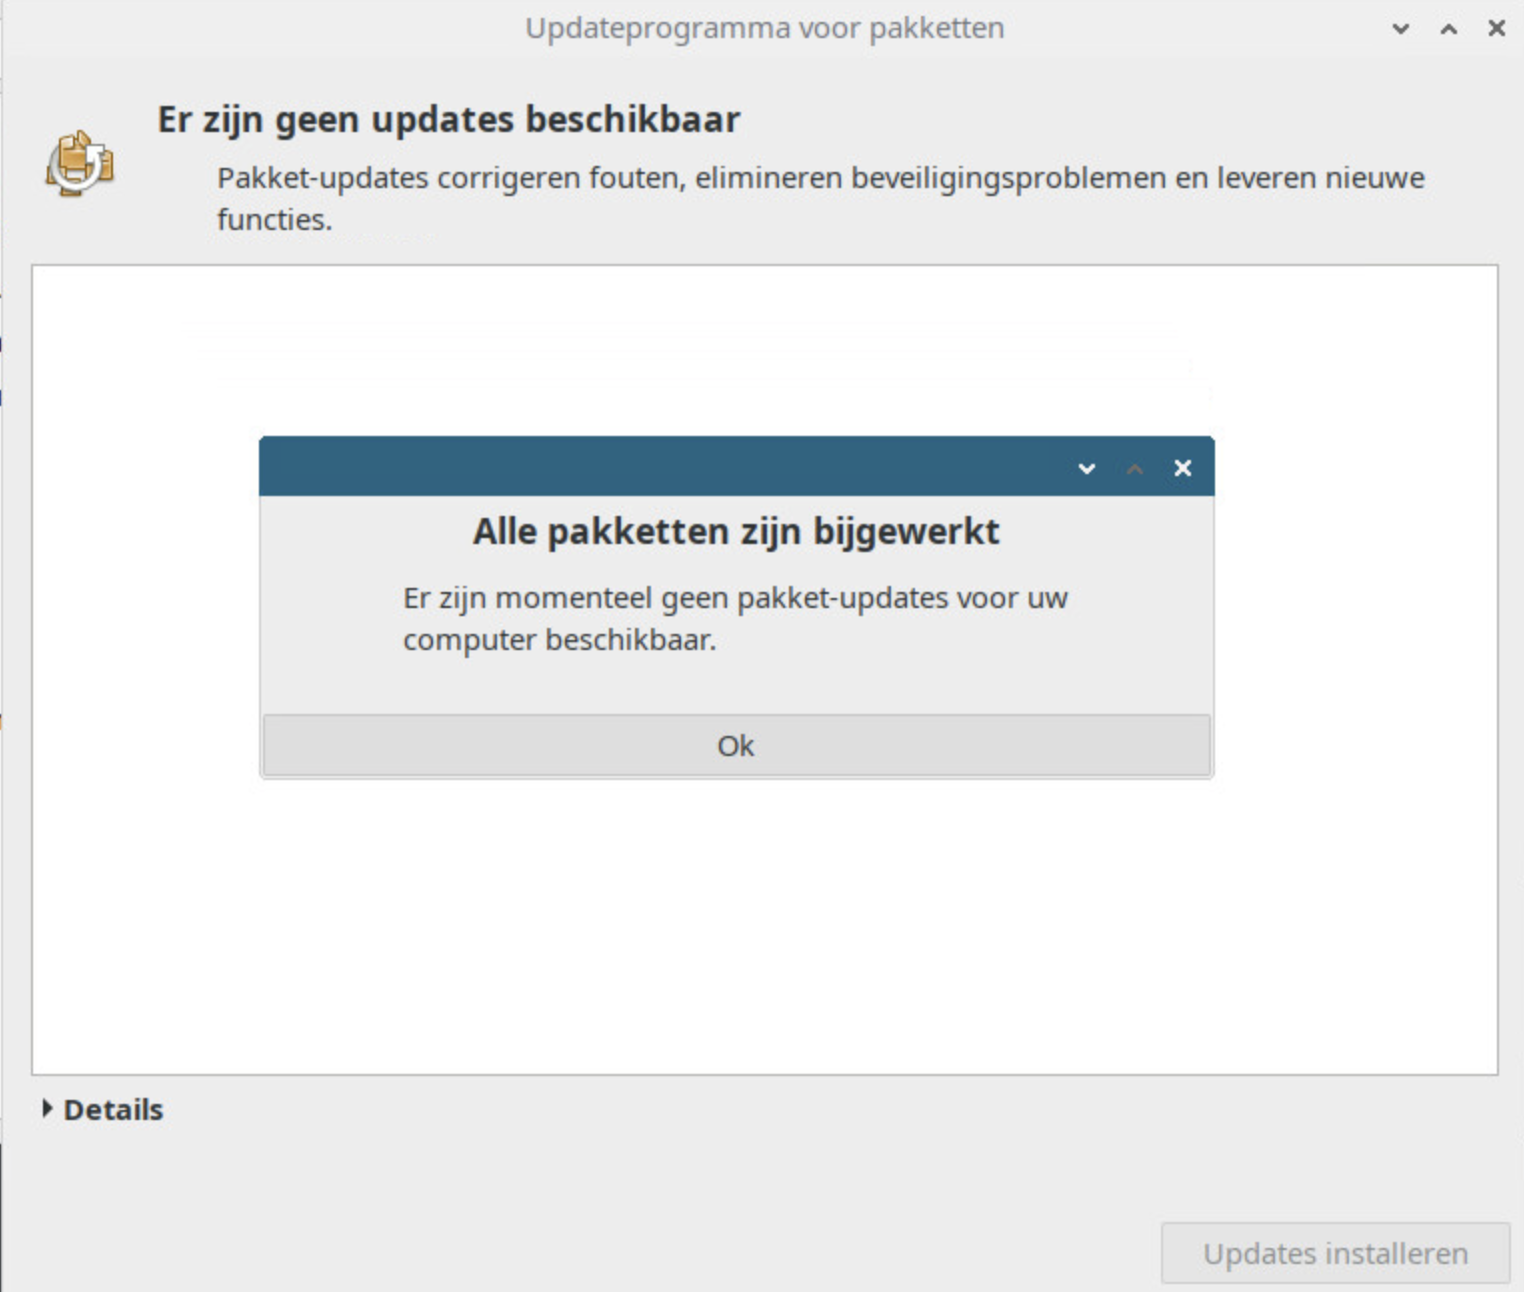 Updateprogramma voor pakketten
Er zijn geen updates beschikbaar
Pakket-updates corrigeren fouten, elimineren beveiligingsproblemen en leveren nieuwe
functies.
Alle pakketten zijn bijgewerkt
Er zijn momenteel geen pakket-updates voor uw
computer beschikbaar.
Ok
Details
Updates installeren